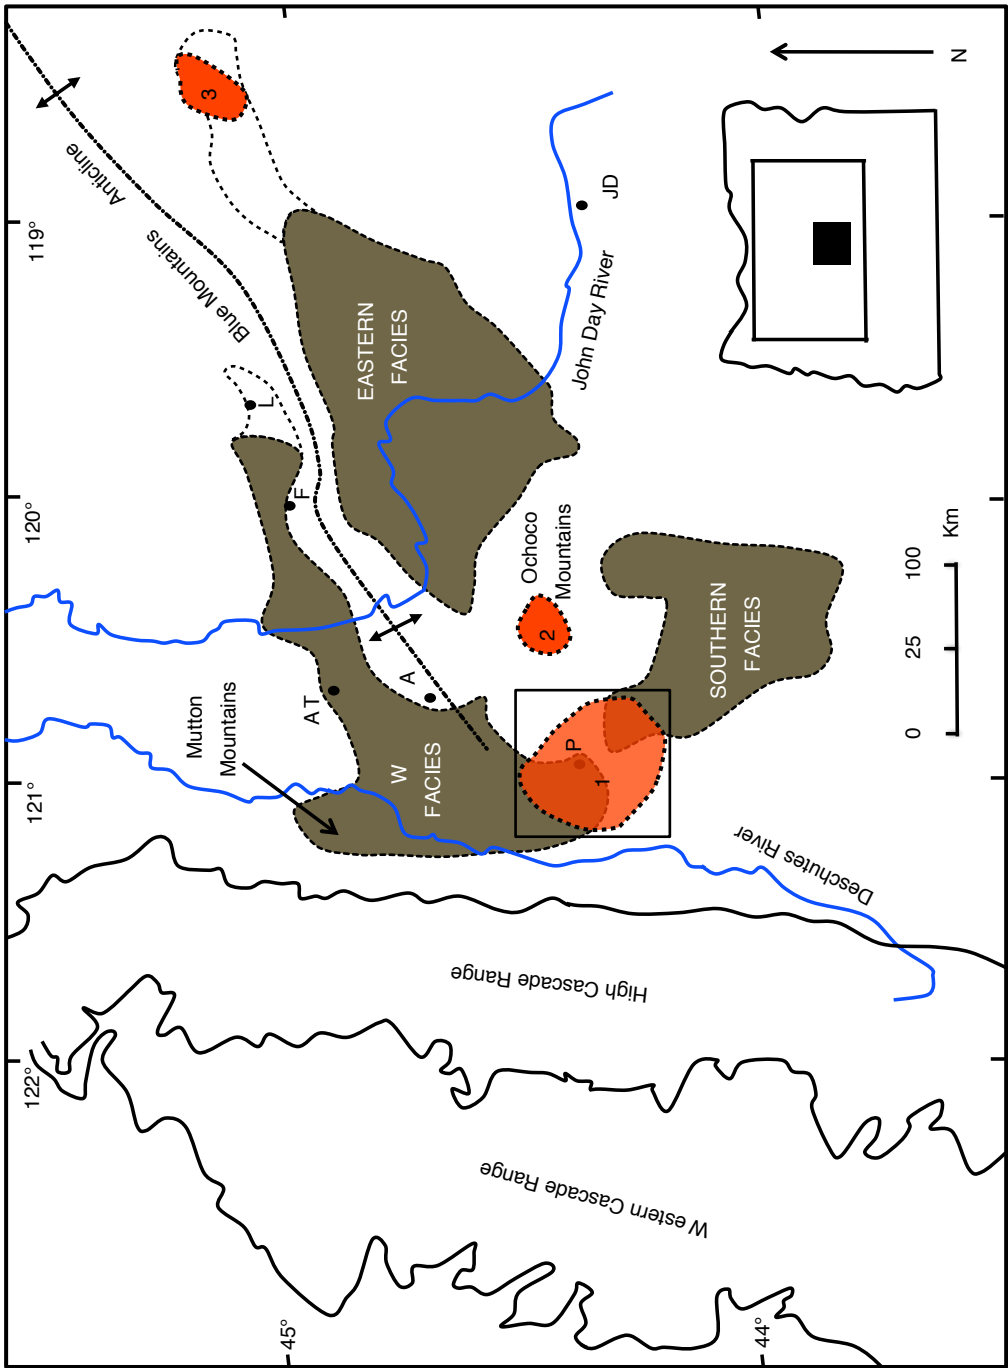 122°
121°
120°
119°
45°
44°
Western Cascade Range
High Cascade Range
Deschutes River
Mutton
Mountains
W
FACIES
A T
A
F
L
Blue Mountains
Anticline
EASTERN
FACIES
John Day River
JD
Ochoco
Mountains
SOUTHERN
FACIES
P
1
2
3
0
25
100
Km
N